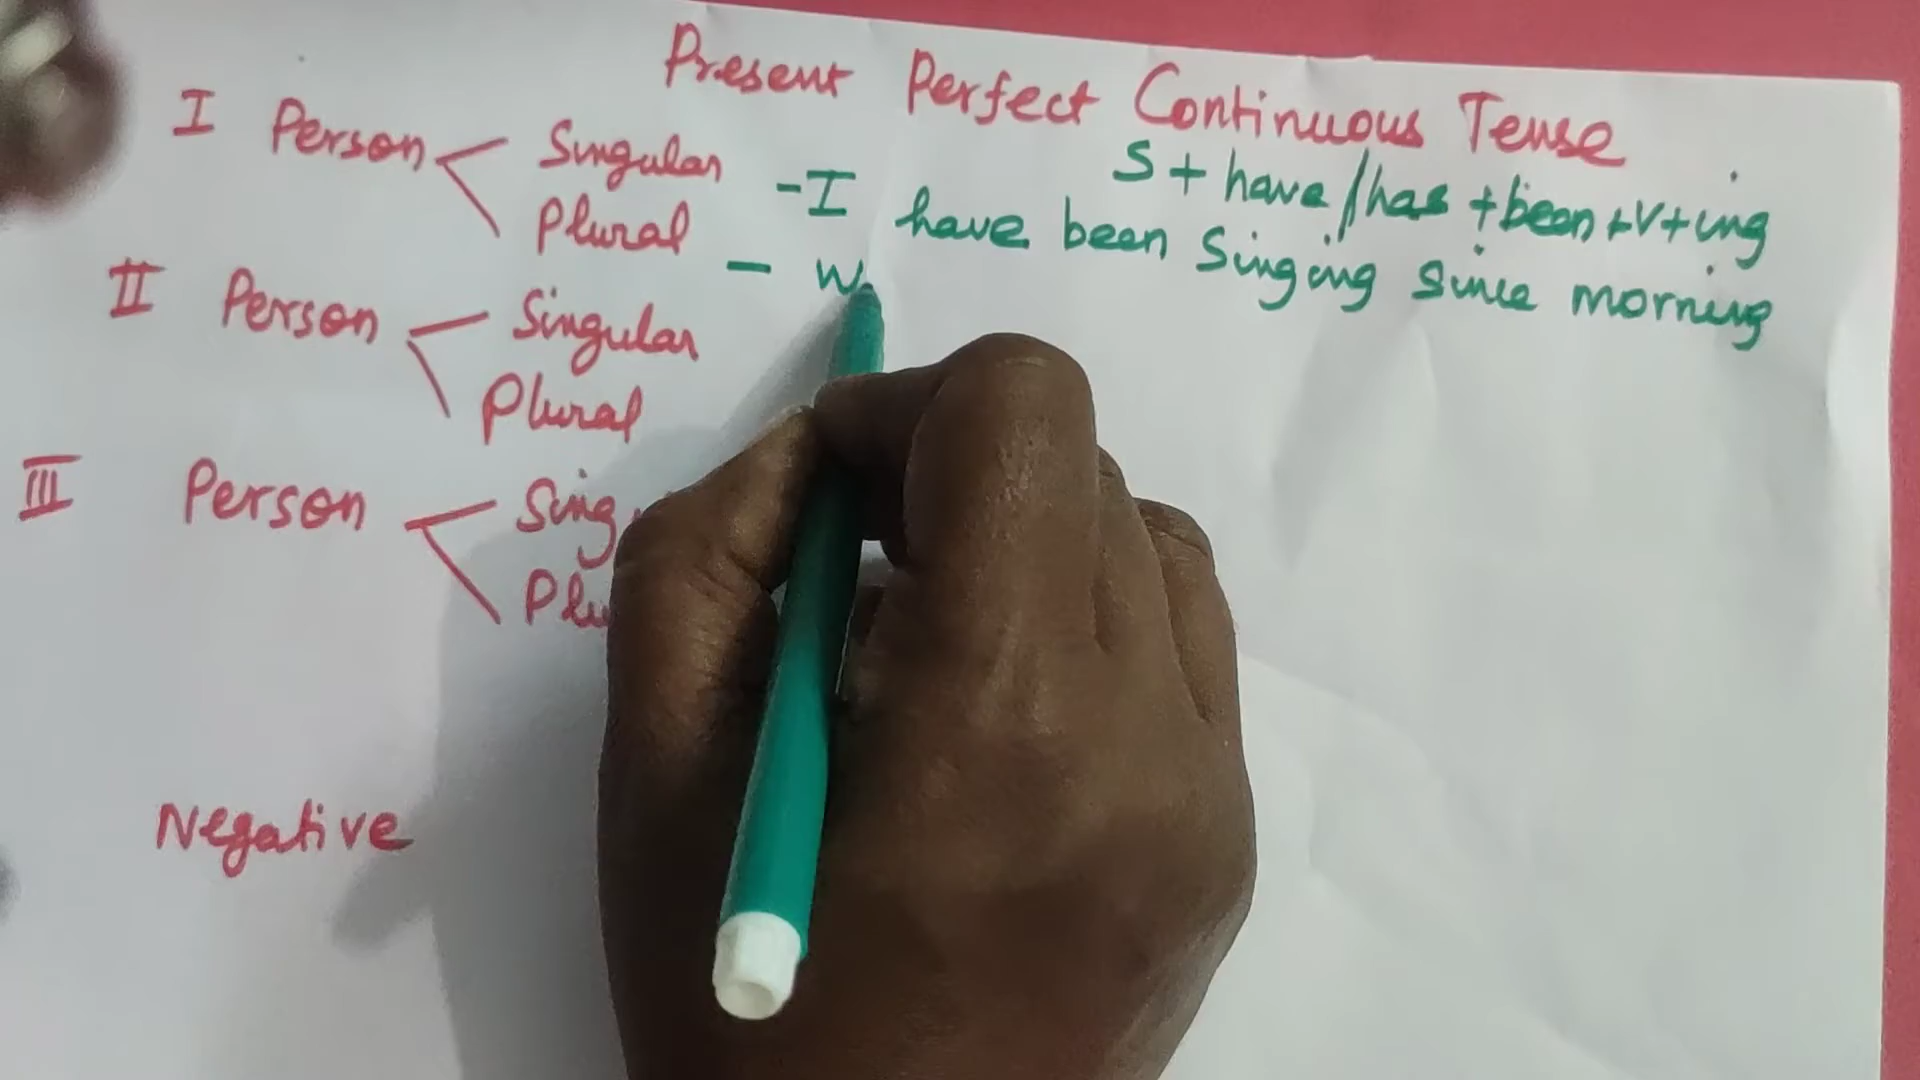 Present Perfect Continuous Tense
S + have/has + been + V + ing
I Person
Singular - I have been Singing Since morning
Plural -
II Person
Singular
Plural
III Person
Negative